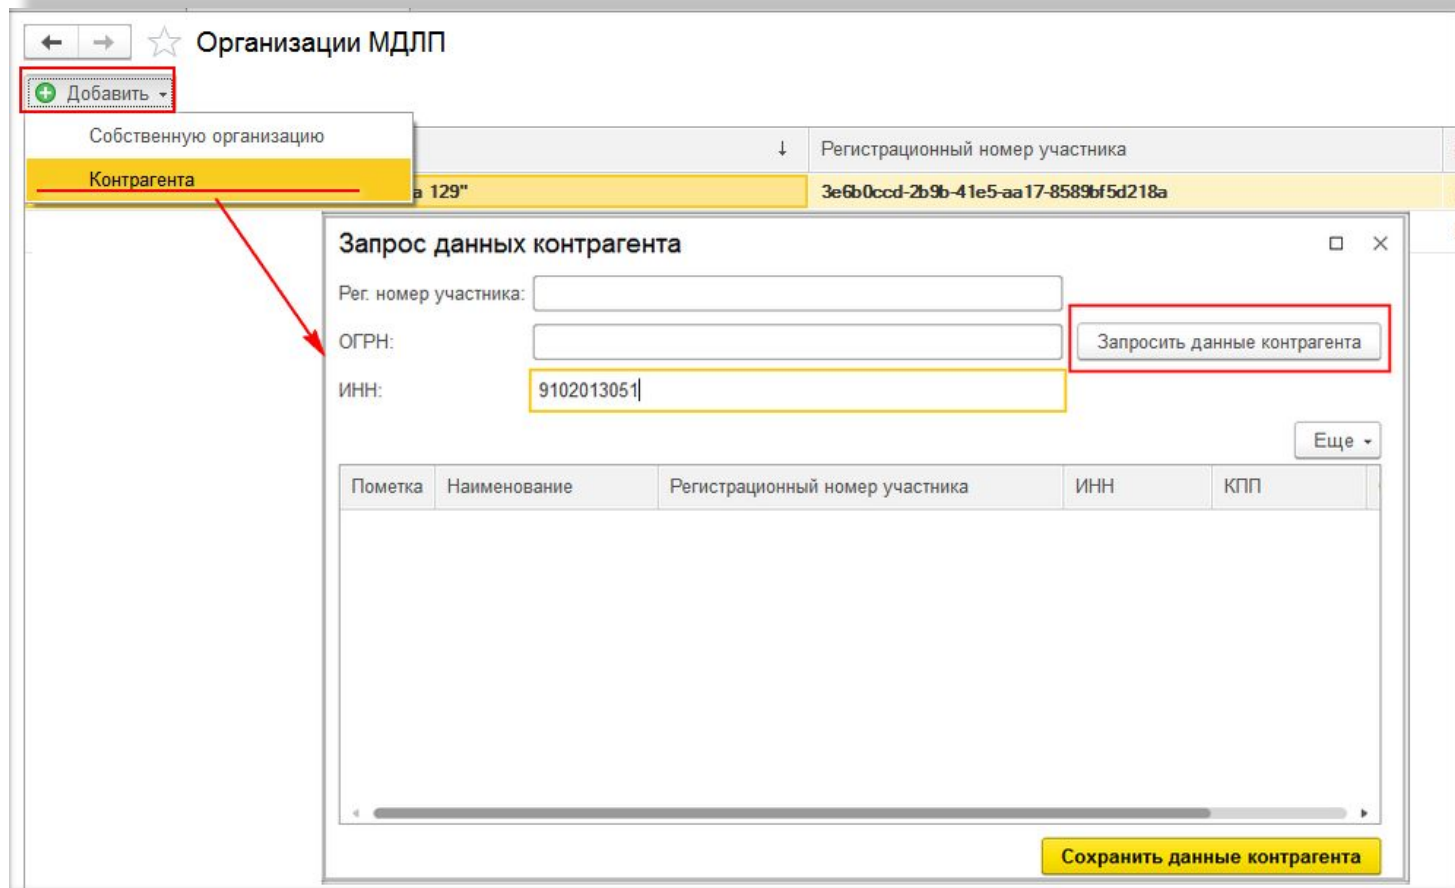 Организации МДЛП
Добавить
Собственную организацию
Контрагента
Регистрационный номер участника
а 129"
3e6b0ccd-2b9b-41e5-aa17-8589bf5d218a
Запрос данных контрагента
Рег. номер участника:
ОГРН:
Запросить данные контрагента
ИНН:
9102013051
Еще
Пометка Наименование Регистрационный номер участника ИНН КПП
Сохранить данные контрагента